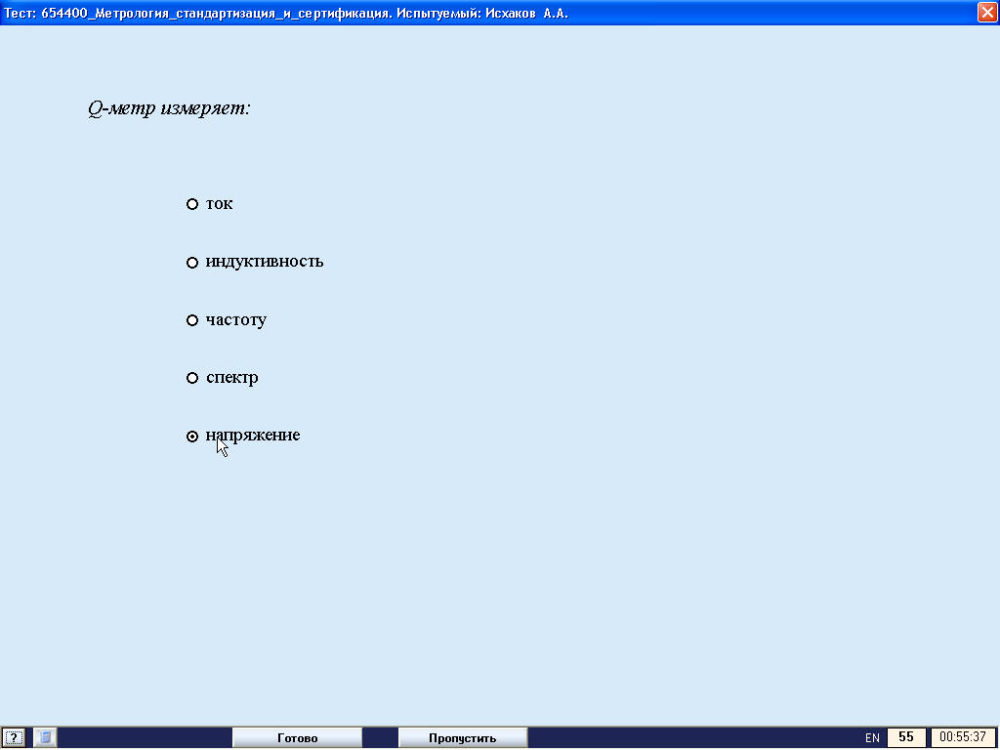 Тест: 654400_Метрология_стандартизация_и_сертификация. Испытуемый: Исхаков А.А.
Q-метр измеряет:
ток
индуктивность
частоту
спектр
напряжение
? Готово Пропустить EN 55 00:55:37